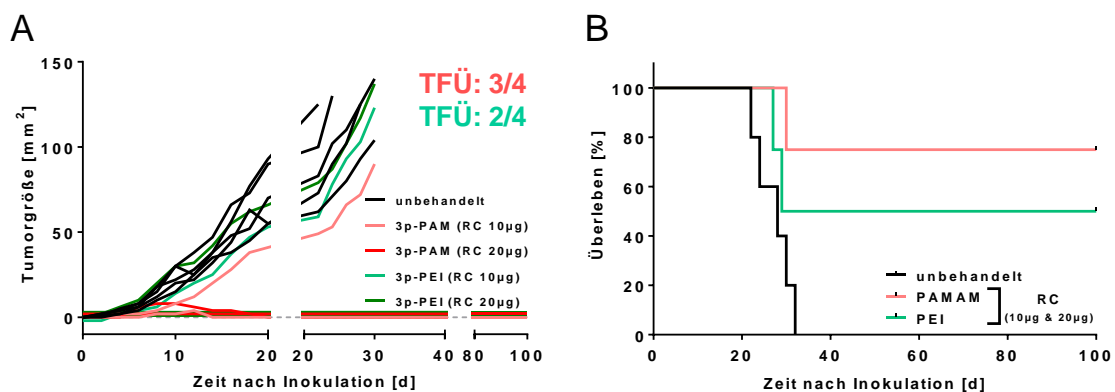 A
Tumorgröße [mm²]
150
100
50
0
TFÜ: 3/4
TFÜ: 2/4
unbehandelt
3p-PAM (RC 10µg)
3p-PAM (RC 20µg)
3p-PEI (RC 10µg)
3p-PEI (RC 20µg)
0 10 20 20 30 40 80 100
Zeit nach Inokulation [d]
B
Überleben [%]
100
80
60
40
20
0
unbehandelt
PAMAM
PEI
RC
(10µg & 20µg)
0 20 40 60 80 100
Zeit nach Inokulation [d]